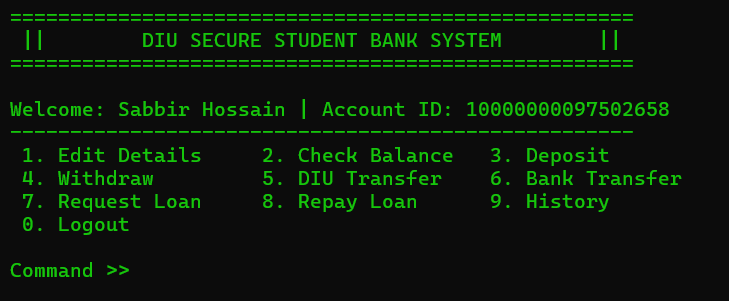 ====================================================
||        DIU SECURE STUDENT BANK SYSTEM        ||
====================================================
Welcome: Sabbir Hossain | Account ID: 10000000097502658
----------------------------------------------------
1. Edit Details     2. Check Balance   3. Deposit
4. Withdraw         5. DIU Transfer    6. Bank Transfer
7. Request Loan     8. Repay Loan      9. History
0. Logout
Command >>